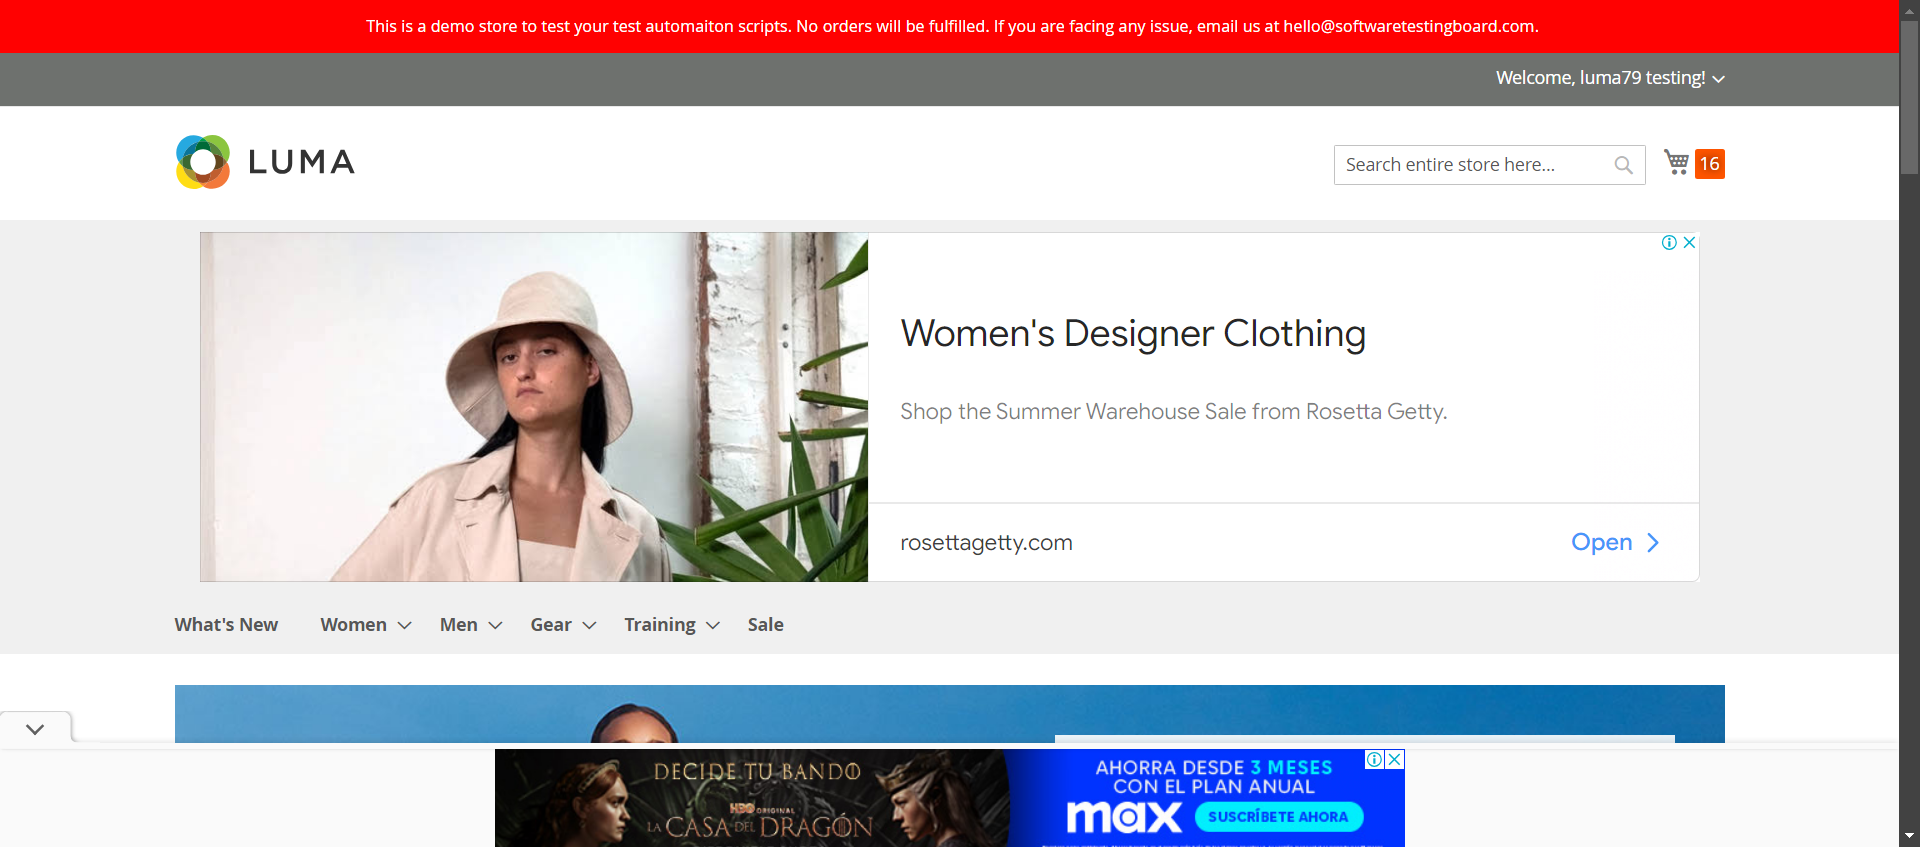 This is a demo store to test your test automaiton scripts. No orders will be fulfilled. If you are facing any issue, email us at hello@softwaretestingboard.com.
Welcome, luma79 testing!
LUMA
Search entire store here...
16
Women's Designer Clothing
Shop the Summer Warehouse Sale from Rosetta Getty.
rosettagetty.com
Open
What's New
Women
Men
Gear
Training
Sale
DECIDE TU BANDO
HBO ORIGINAL
LA CASA DEL DRAGÓN
AHORRA DESDE 3 MESES
CON EL PLAN ANUAL
max
SUSCRÍBETE AHORA